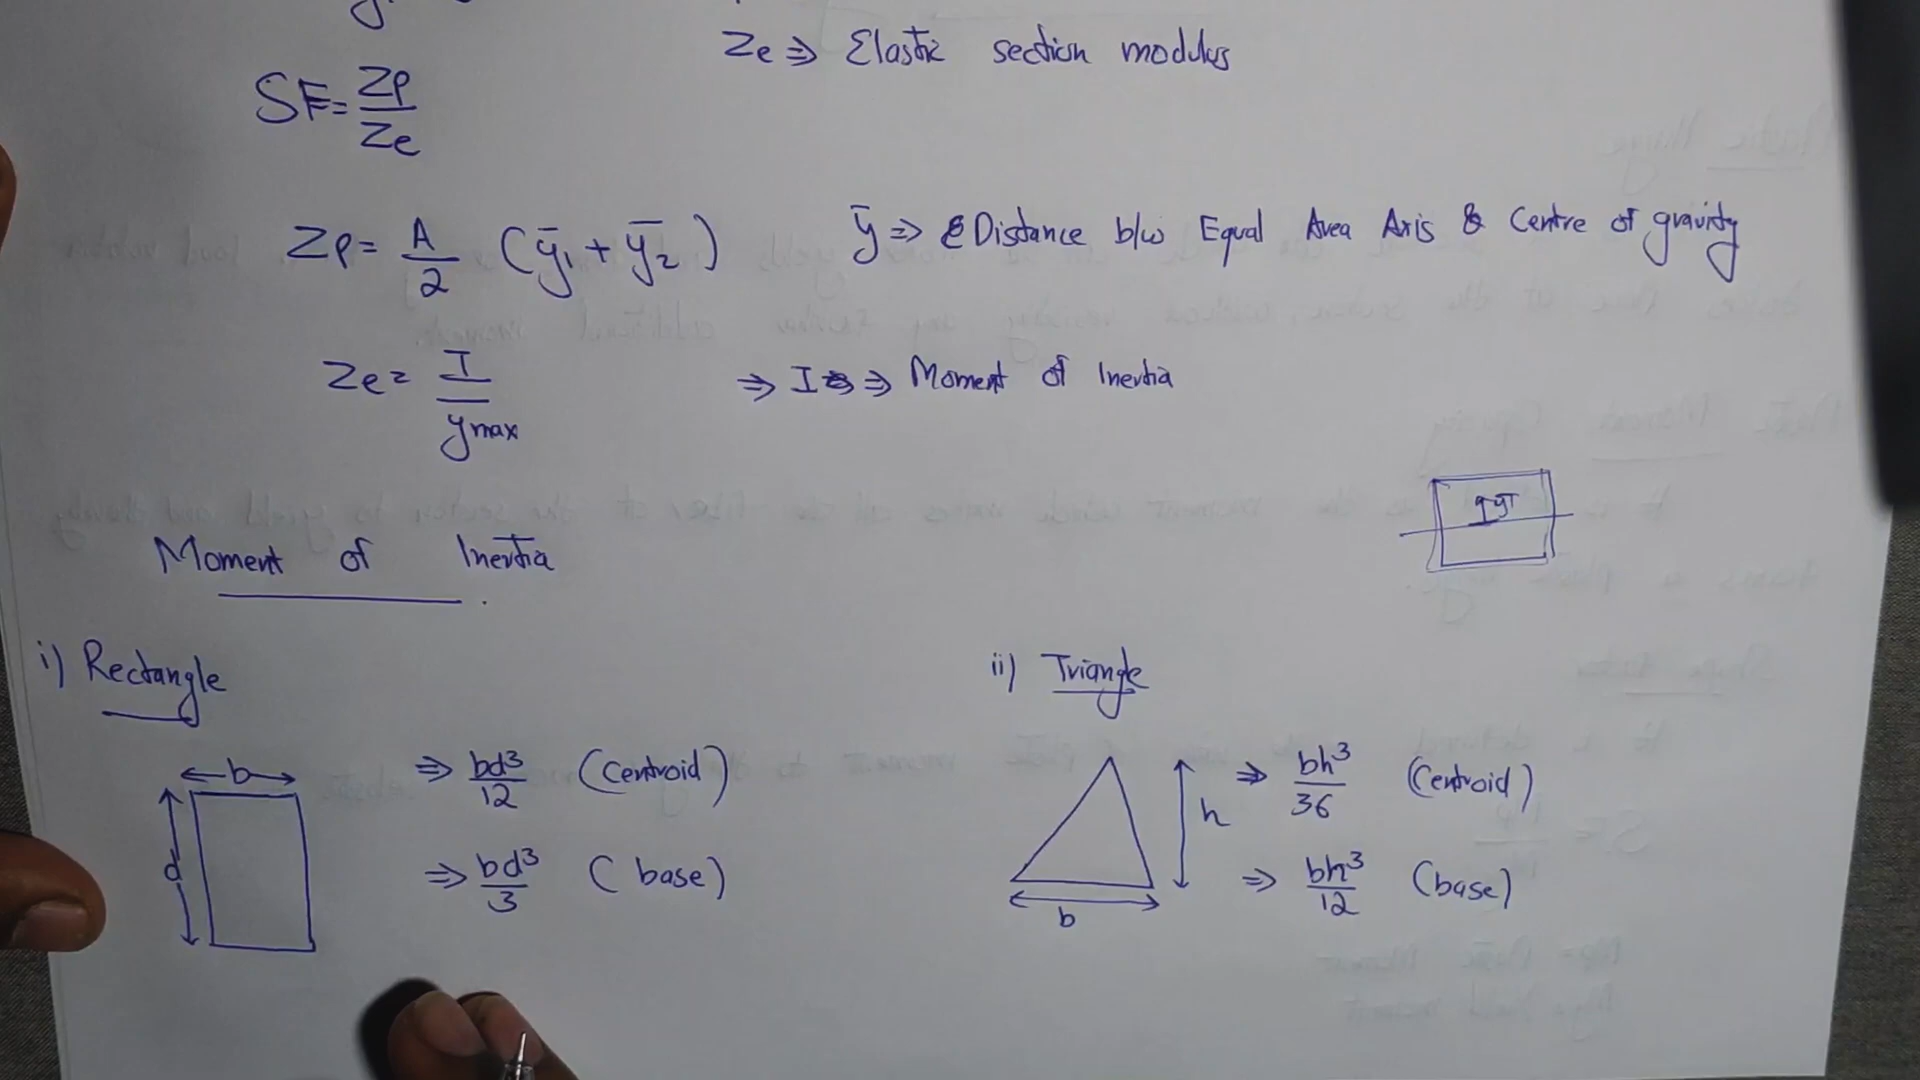 Ze ⇒ Elastic section modulus
SF = Zp/Ze
Zp = A/2 (ȳ₁ + ȳ₂)
ȳ ⇒ Distance b/w Equal Area Axis & Centre of gravity
Ze = I/ymax
⇒ I ⇒ Moment of Inertia
Moment of Inertia
i) Rectangle
b
d
⇒ bd³/12 (Centroid)
⇒ bd³/3 (base)
ii) Triangle
h
b
⇒ bh³/36 (Centroid)
⇒ bh³/12 (base)